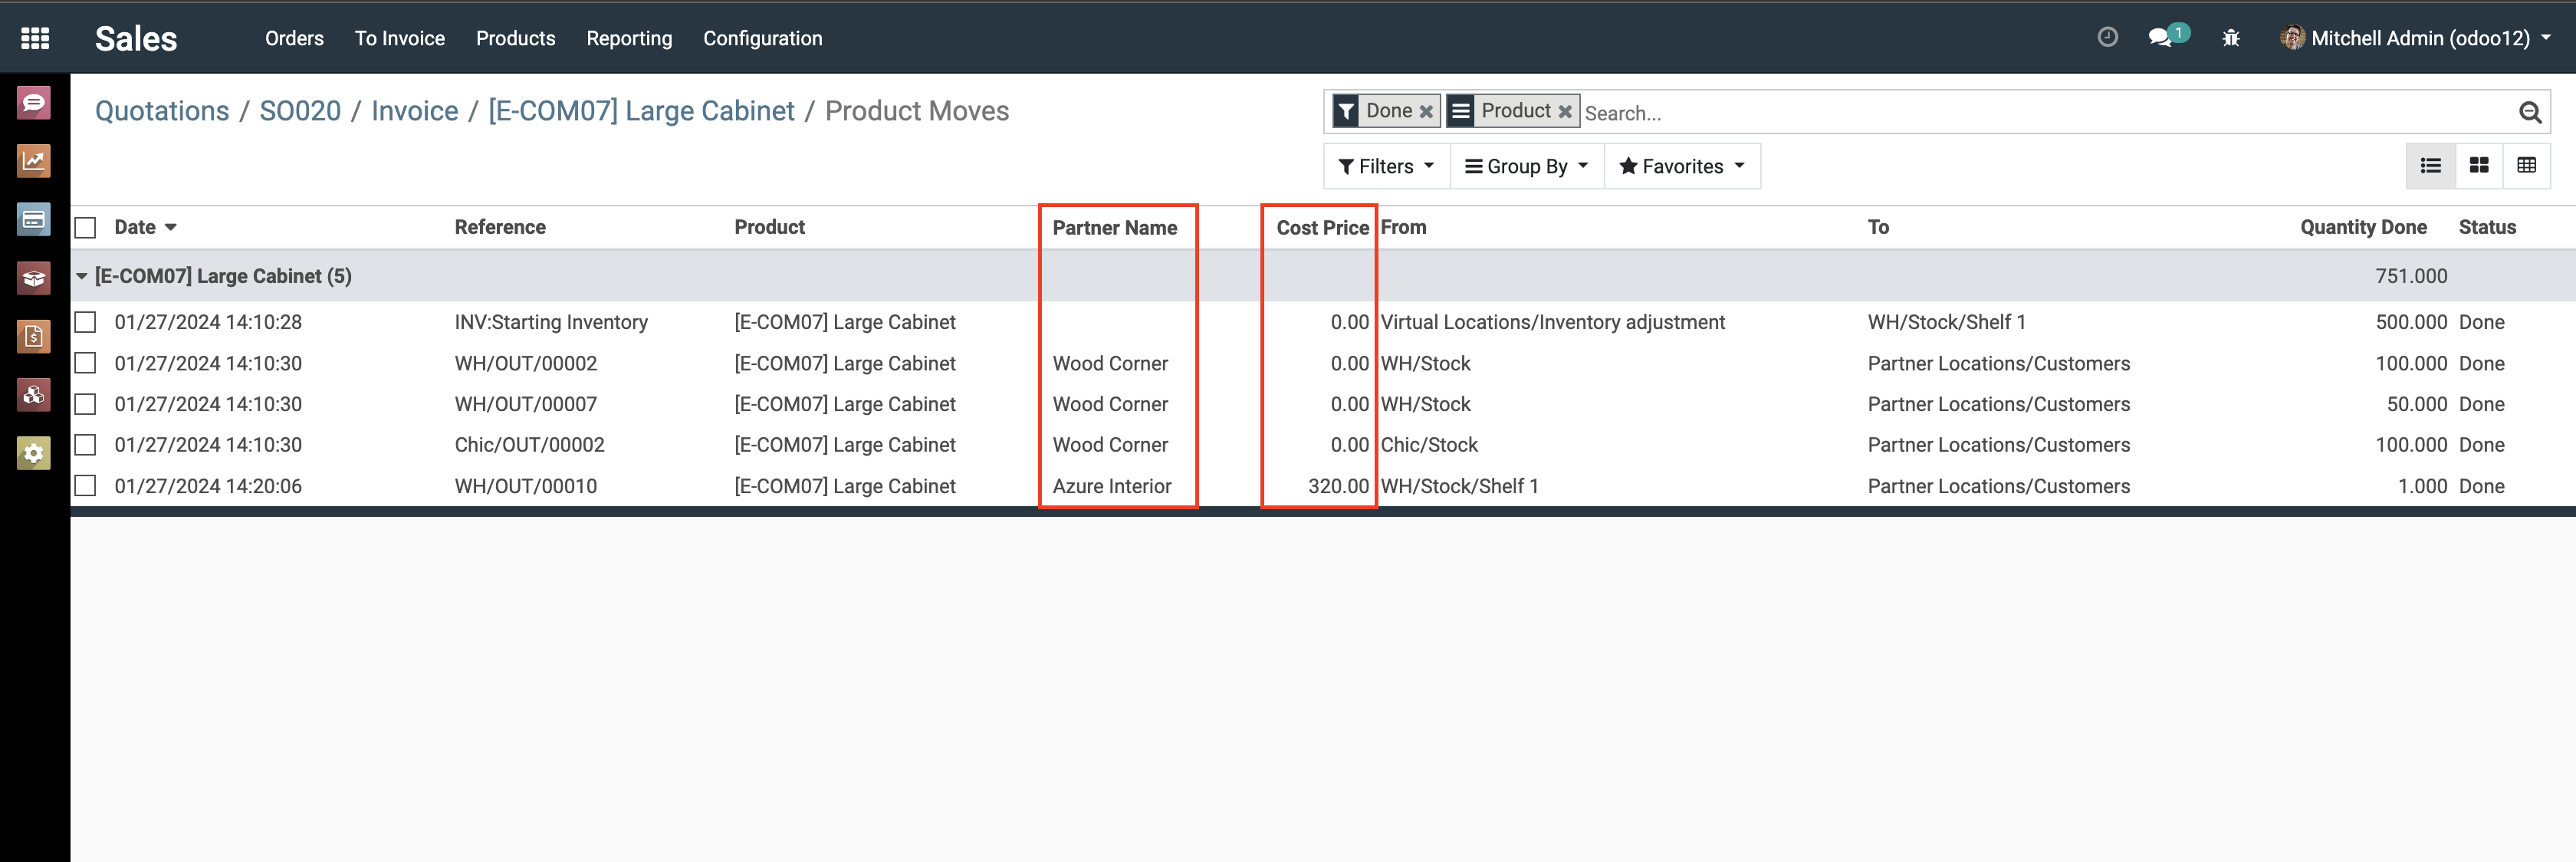 Sales Orders To Invoice Products Reporting Configuration 1 Mitchell Admin (odoo12)
Quotations / SO020 / Invoice / [E-COM07] Large Cabinet / Product Moves
Done Product Search...
Filters Group By Favorites
Date Reference Product Partner Name Cost Price From To Quantity Done Status
[E-COM07] Large Cabinet (5) 751.000
01/27/2024 14:10:28 INV:Starting Inventory [E-COM07] Large Cabinet 0.00 Virtual Locations/Inventory adjustment WH/Stock/Shelf 1 500.000 Done
01/27/2024 14:10:30 WH/OUT/00002 [E-COM07] Large Cabinet Wood Corner 0.00 WH/Stock Partner Locations/Customers 100.000 Done
01/27/2024 14:10:30 WH/OUT/00007 [E-COM07] Large Cabinet Wood Corner 0.00 WH/Stock Partner Locations/Customers 50.000 Done
01/27/2024 14:10:30 Chic/OUT/00002 [E-COM07] Large Cabinet Wood Corner 0.00 Chic/Stock Partner Locations/Customers 100.000 Done
01/27/2024 14:20:06 WH/OUT/00010 [E-COM07] Large Cabinet Azure Interior 320.00 WH/Stock/Shelf 1 Partner Locations/Customers 1.000 Done